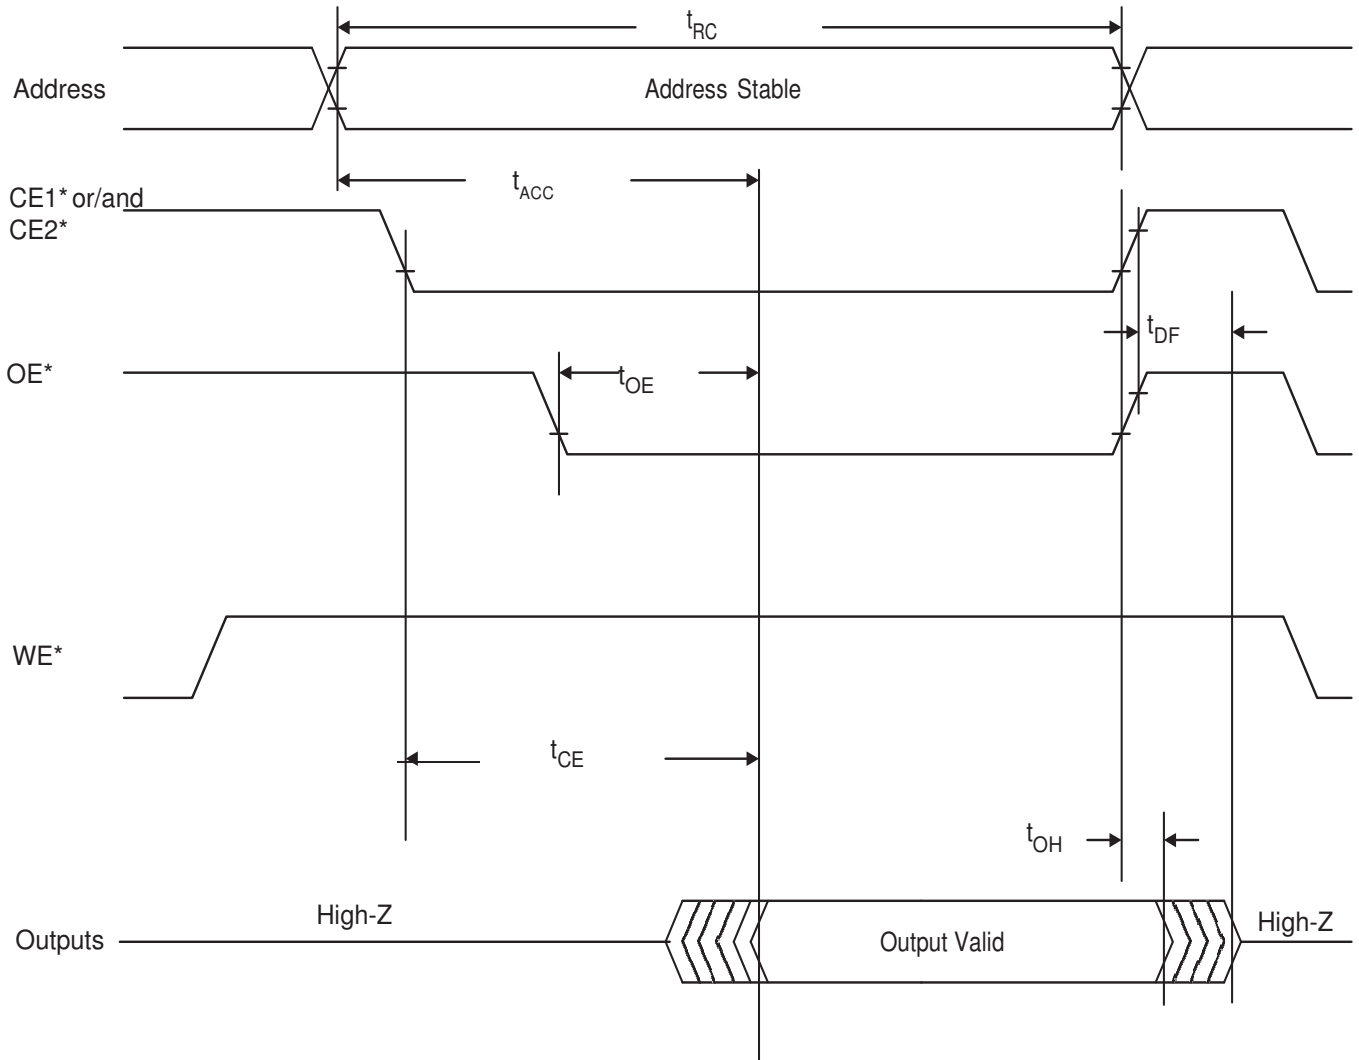 tRC
Address
Address Stable
tACC
CE1* or/and
CE2*
tDF
OE*
tOE
WE*
tCE
tOH
High-Z
High-Z
Outputs
Output Valid